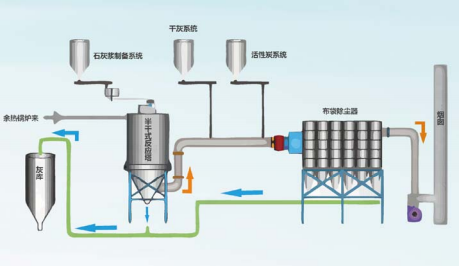 干灰系统
石灰浆制备系统
活性炭系统
余热锅炉来
半干式反应塔
布袋除尘器
烟囱
灰库